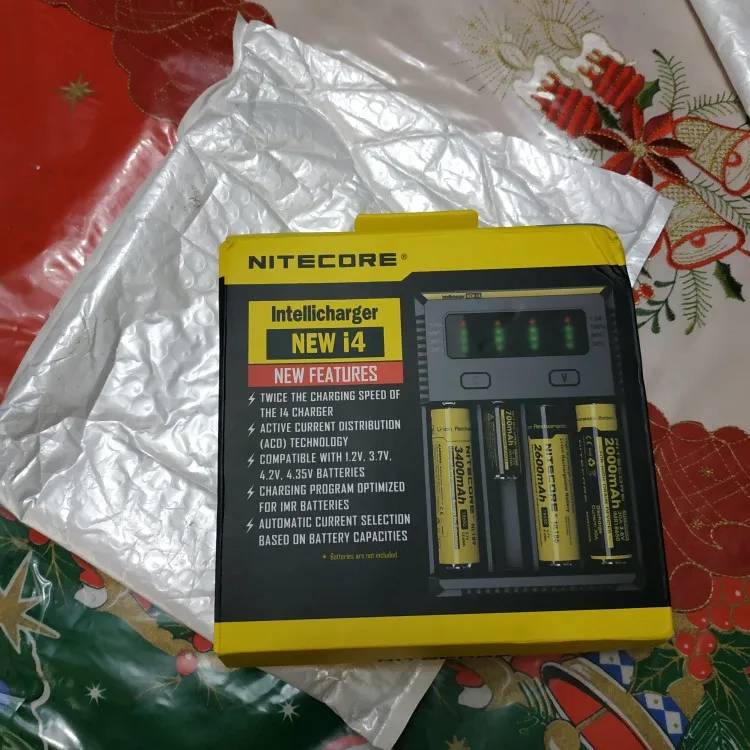 NITECORE®
Intellicharger
NEW i4
NEW FEATURES
TWICE THE CHARGING SPEED OF
THE I4 CHARGER
ACTIVE CURRENT DISTRIBUTION
(ACD) TECHNOLOGY
COMPATIBLE WITH 1.2V, 3.7V,
4.2V, 4.35V BATTERIES
CHARGING PROGRAM OPTIMIZED
FOR IMR BATTERIES
AUTOMATIC CURRENT SELECTION
BASED ON BATTERY CAPACITIES
* Batteries are not included.
V
NITECORE
3400mAh
700mAh
NITECORE
2600mAh
NITECORE
2000mAh
NITECORE